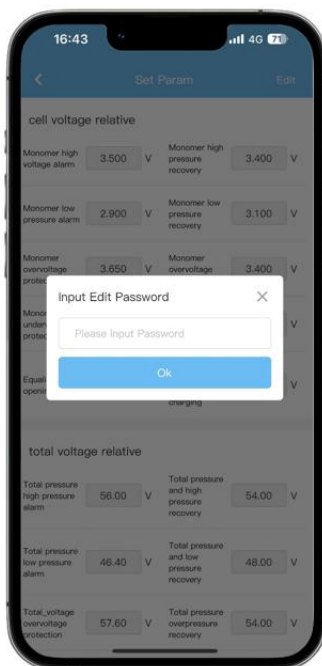 16:43
4G 71
Set Param
Edit
cell voltage relative
Monomer high
voltage alarm
3.500 V
Monomer high
pressure
recovery
3.400 V
Monomer low
pressure alarm
2.900 V
Monomer low
pressure
recovery
3.100 V
Monomer
overvoltage
3.650 V
Monomer
overvoltage
3.400 V
Input Edit Password
Please Input Password
Ok
V
V
charging
total voltage relative
Total pressure
high pressure
alarm
56.00 V
Total pressure
and high
pressure
recovery
54.00 V
Total pressure
low pressure
alarm
46.40 V
Total pressure
and low
pressure
recovery
48.00 V
Total_voltage
overvoltage
protection
57.60 V
Total pressure
overpressure
recovery
54.00 V